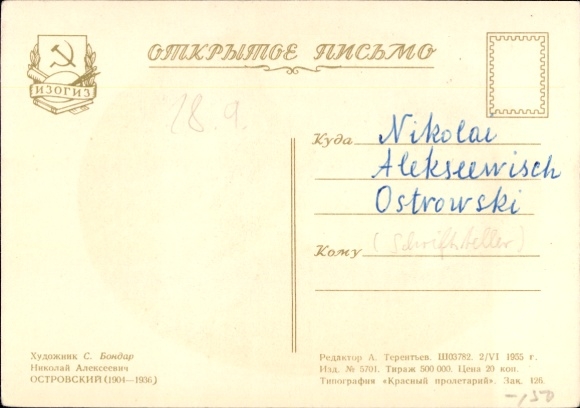 ИЗОГИЗ
ОТКРЫТОЕ ПИСЬМО
18.9.
Куда Nikolai
Alekseewisch
Ostrowski
Кому (Schriftsteller)
Художник С. Бондар
Николай Алексеевич
ОСТРОВСКИЙ (1904—1936)
Редактор А. Терентьев. Ш03782. 2/VI 1955 г.
Изд. № 5701. Тираж 500 000. Цена 20 коп.
Типография «Красный пролетарий». Зак. 126.
-,50